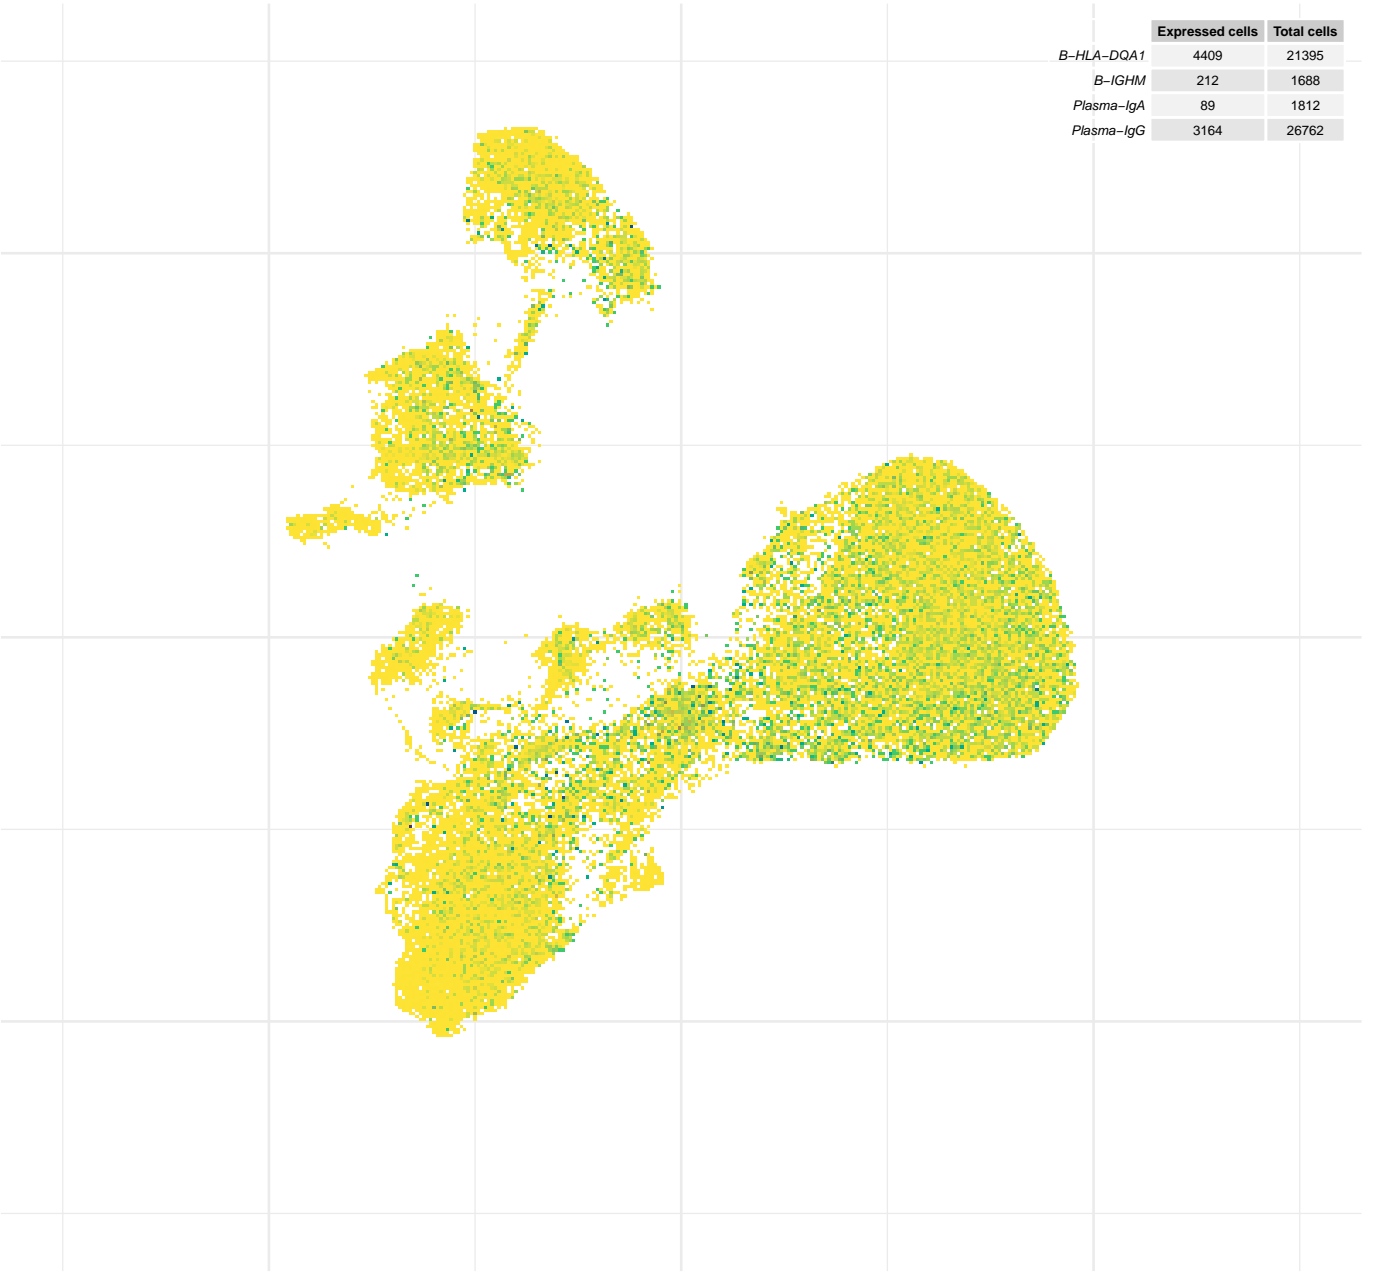 Expressed cells Total cells
B−HLA−DQA1 4409 21395
B−IGHM 212 1688
Plasma−IgA 89 1812
Plasma−IgG 3164 26762